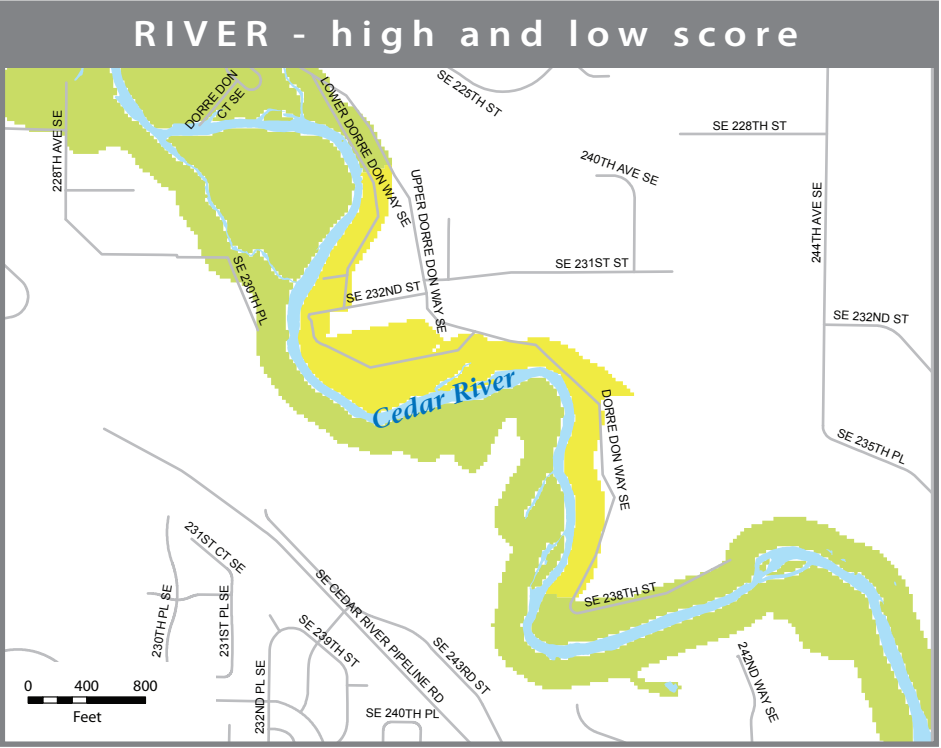 RIVER - high and low score
DORRE DON
CT SE
LOWER DORRE DON WAY SE
SE 225TH ST
SE 228TH ST
228TH AVE SE
240TH AVE SE
UPPER DORRE DON WAY SE
244TH AVE SE
SE 230TH PL
SE 231ST ST
SE 232ND ST
SE 232ND ST
Cedar River
DORRE DON WAY SE
SE 235TH PL
231ST CT SE
SE CEDAR RIVER PIPELINE RD
230TH PL SE
231ST PL SE
SE 238TH ST
SE 239TH ST
SE 243RD ST
242ND WAY SE
232ND PL SE
SE 240TH PL
0 400 800
Feet